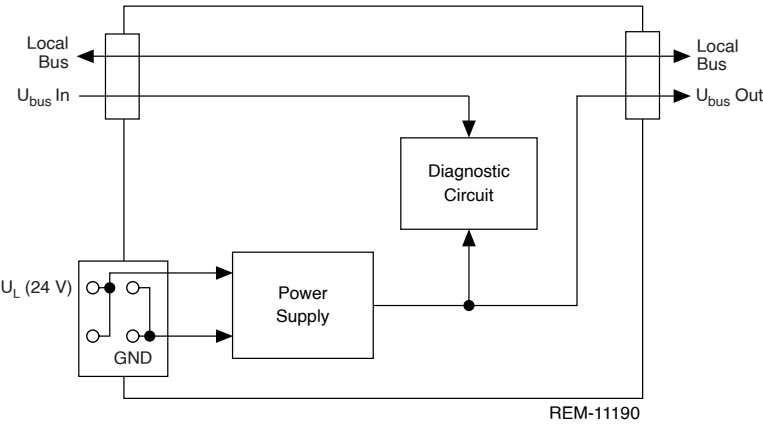 Local
Bus
Local
Bus
U_bus In
U_bus Out
Diagnostic
Circuit
U_L (24 V)
Power
Supply
GND
REM-11190